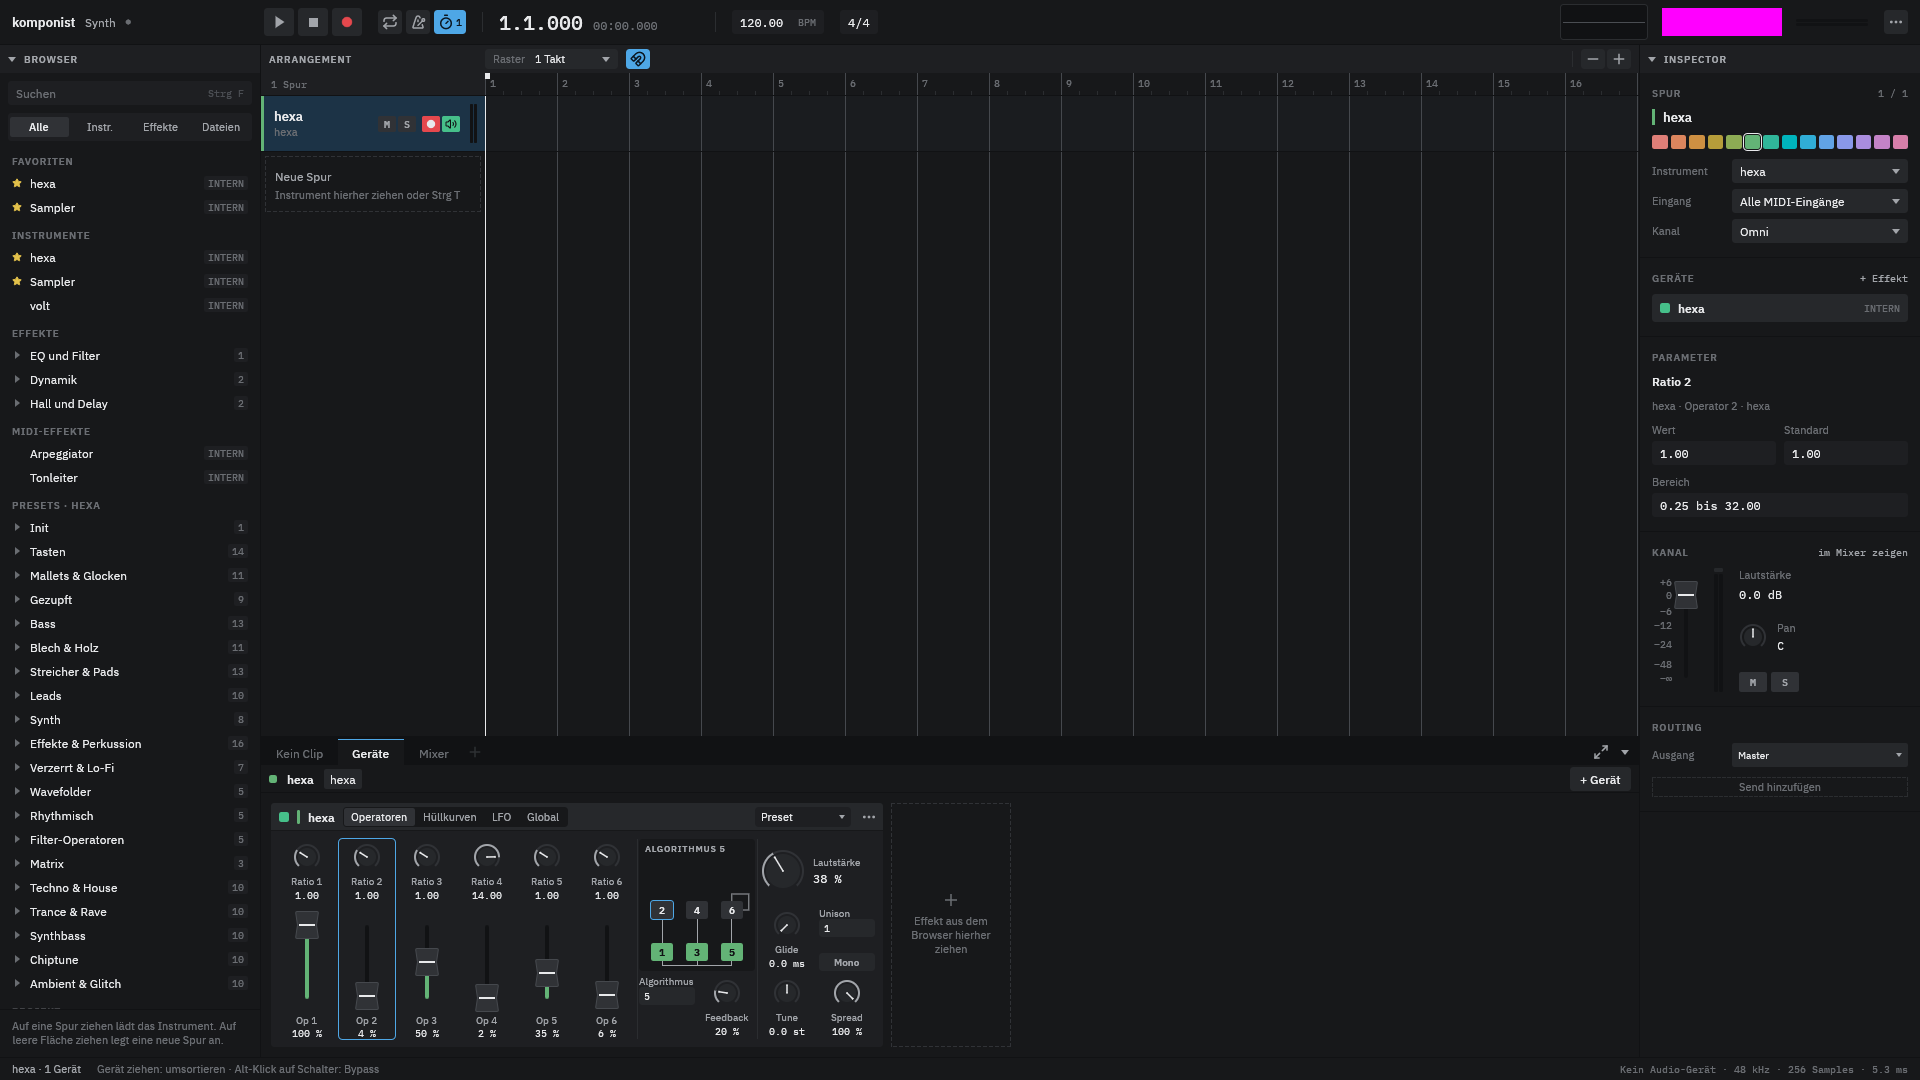 komponist Synth
1
1.1.000 00:00.000
120.00 BPM
4/4
BROWSER
Suchen Strg F
Alle Instr. Effekte Dateien
FAVORITEN
hexa INTERN
Sampler INTERN
INSTRUMENTE
hexa INTERN
Sampler INTERN
volt INTERN
EFFEKTE
EQ und Filter 1
Dynamik 2
Hall und Delay 2
MIDI-EFFEKTE
Arpeggiator INTERN
Tonleiter INTERN
PRESETS · HEXA
Init 1
Tasten 14
Mallets & Glocken 11
Gezupft 9
Bass 13
Blech & Holz 11
Streicher & Pads 13
Leads 10
Synth 8
Effekte & Perkussion 16
Verzerrt & Lo-Fi 7
Wavefolder 5
Rhythmisch 5
Filter-Operatoren 5
Matrix 3
Techno & House 10
Trance & Rave 10
Synthbass 10
Chiptune 10
Ambient & Glitch 10
Auf eine Spur ziehen lädt das Instrument. Auf
leere Fläche ziehen legt eine neue Spur an.
ARRANGEMENT
Raster 1 Takt
1 Spur
1 2 3 4 5 6 7 8 9 10 11 12 13 14 15 16
hexa
hexa
M S
Neue Spur
Instrument hierher ziehen oder Strg T
Kein Clip Geräte Mixer
hexa hexa
+ Gerät
hexa Operatoren Hüllkurven LFO Global Preset
Ratio 1 Ratio 2 Ratio 3 Ratio 4 Ratio 5 Ratio 6
1.00 1.00 1.00 14.00 1.00 1.00
Op 1 Op 2 Op 3 Op 4 Op 5 Op 6
100 % 4 % 50 % 2 % 35 % 6 %
ALGORITHMUS 5
2 4 6
1 3 5
Algorithmus
5
Feedback
20 %
Lautstärke
38 %
Unison
1
Glide
0.0 ms
Mono
Tune
0.0 st
Spread
100 %
Effekt aus dem
Browser hierher
ziehen
INSPECTOR
SPUR 1 / 1
hexa
Instrument hexa
Eingang Alle MIDI-Eingänge
Kanal Omni
GERÄTE + Effekt
hexa INTERN
PARAMETER
Ratio 2
hexa · Operator 2 · hexa
Wert Standard
1.00 1.00
Bereich
0.25 bis 32.00
KANAL im Mixer zeigen
+6
0
−6
−12
−24
−48
−∞
Lautstärke
0.0 dB
Pan
C
M S
ROUTING
Ausgang Master
Send hinzufügen
hexa · 1 Gerät Gerät ziehen: umsortieren · Alt-Klick auf Schalter: Bypass
Kein Audio-Gerät · 48 kHz · 256 Samples · 5.3 ms